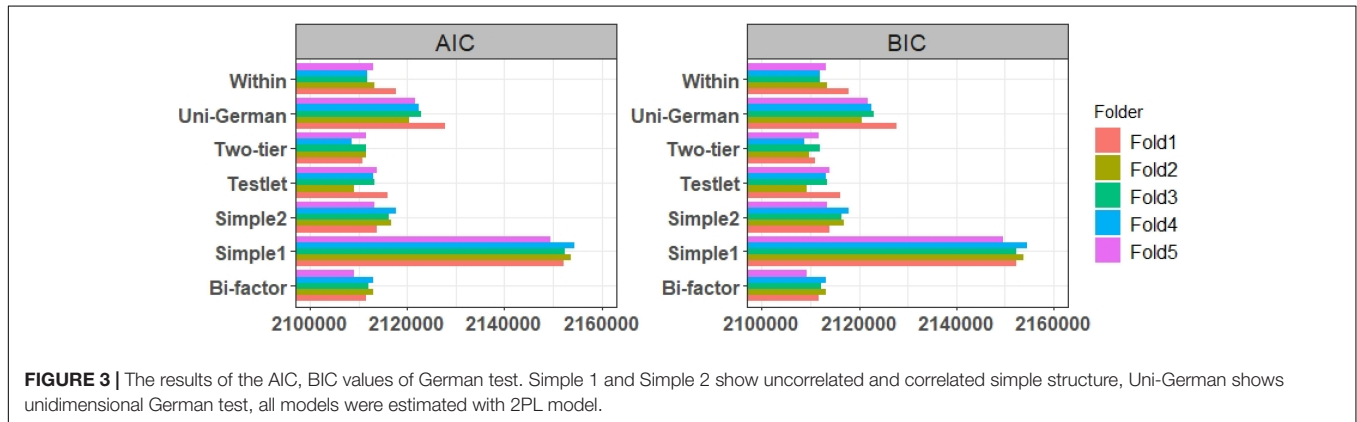 AIC
Within
Uni-German
Two-tier
Testlet
Simple2
Simple1
Bi-factor
2100000 2120000 2140000 2160000
BIC
Within
Uni-German
Two-tier
Testlet
Simple2
Simple1
Bi-factor
2100000 2120000 2140000 2160000
Folder
Fold1
Fold2
Fold3
Fold4
Fold5
FIGURE 3 | The results of the AIC, BIC values of German test. Simple 1 and Simple 2 show uncorrelated and correlated simple structure, Uni-German shows
unidimensional German test, all models were estimated with 2PL model.